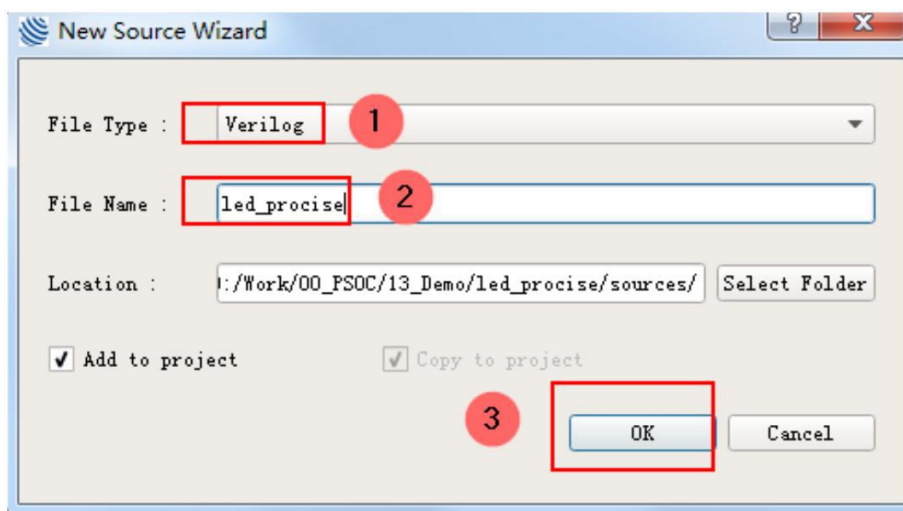 New Source Wizard
File Type : Verilog 1
File Name : led_procise 2
Location : :/Work/00_PSOC/13_Demo/led_procise/sources/ Select Folder
Add to project Copy to project
3 OK Cancel